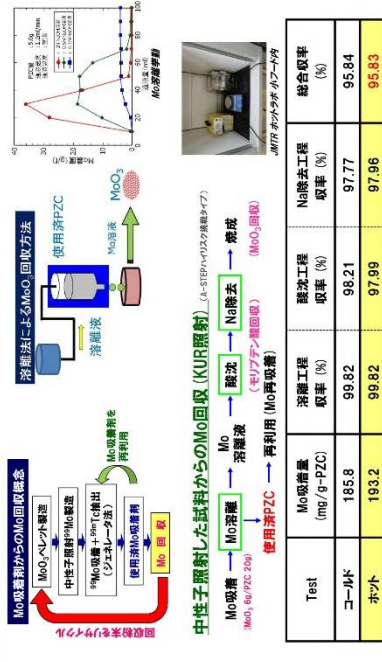 Mo吸着剤からのMo回収概念
MoO₃ペレット製造
中性子照射⁹⁹Mo製造
⁹⁹Mo吸着+⁹⁹ᵐTc抽出
(ジェネレータ法)
使用済Mo吸着剤
Mo 回 収
回収粉末をリサイクル
Mo吸着剤を
再利用
溶離法によるMoO₃回収方法
使用済PZC
溶離液
Mo溶液
MoO₃
Mo濃度(g/ℓ)
Mo溶離挙動
中性子照射した試料からのMo回収(KUR照射)
(A-STEPハイリスク挑戦タイプ)
Mo吸着
Mo溶離
Mo
溶離液
酸沈
Na除去
焼成
(MoO₃ 6g/PZC 20g)
(モリブデン酸回収)
(MoO₃回収)
使用済PZC
再利用(Mo再吸着)
JMTR ホットラボ 小フード内
Test
Mo吸着量
(mg/g-PZC)
溶離工程
収率(%)
酸沈工程
収率(%)
Na除去工程
収率(%)
総合収率
(%)
コールド
185.8
99.82
98.21
97.77
95.84
ホット
193.2
99.82
97.99
97.96
95.83